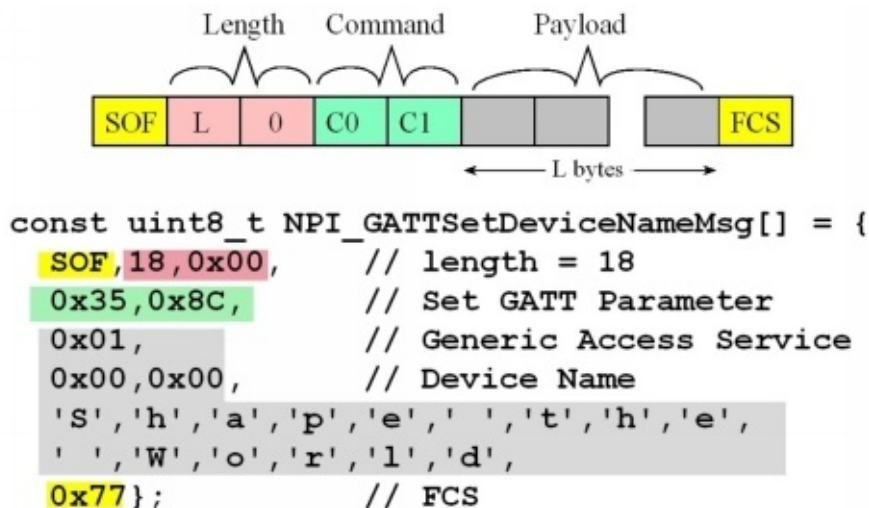 Length Command Payload
SOF L 0 C0 C1 FCS
L bytes
const uint8_t NPI_GATTSetDeviceNameMsg[] = {
SOF,18,0x00, // length = 18
0x35,0x8C, // Set GATT Parameter
0x01, // Generic Access Service
0x00,0x00, // Device Name
'S','h','a','p','e',' ','t','h','e',
' ','W','o','r','l','d',
0x77}; // FCS